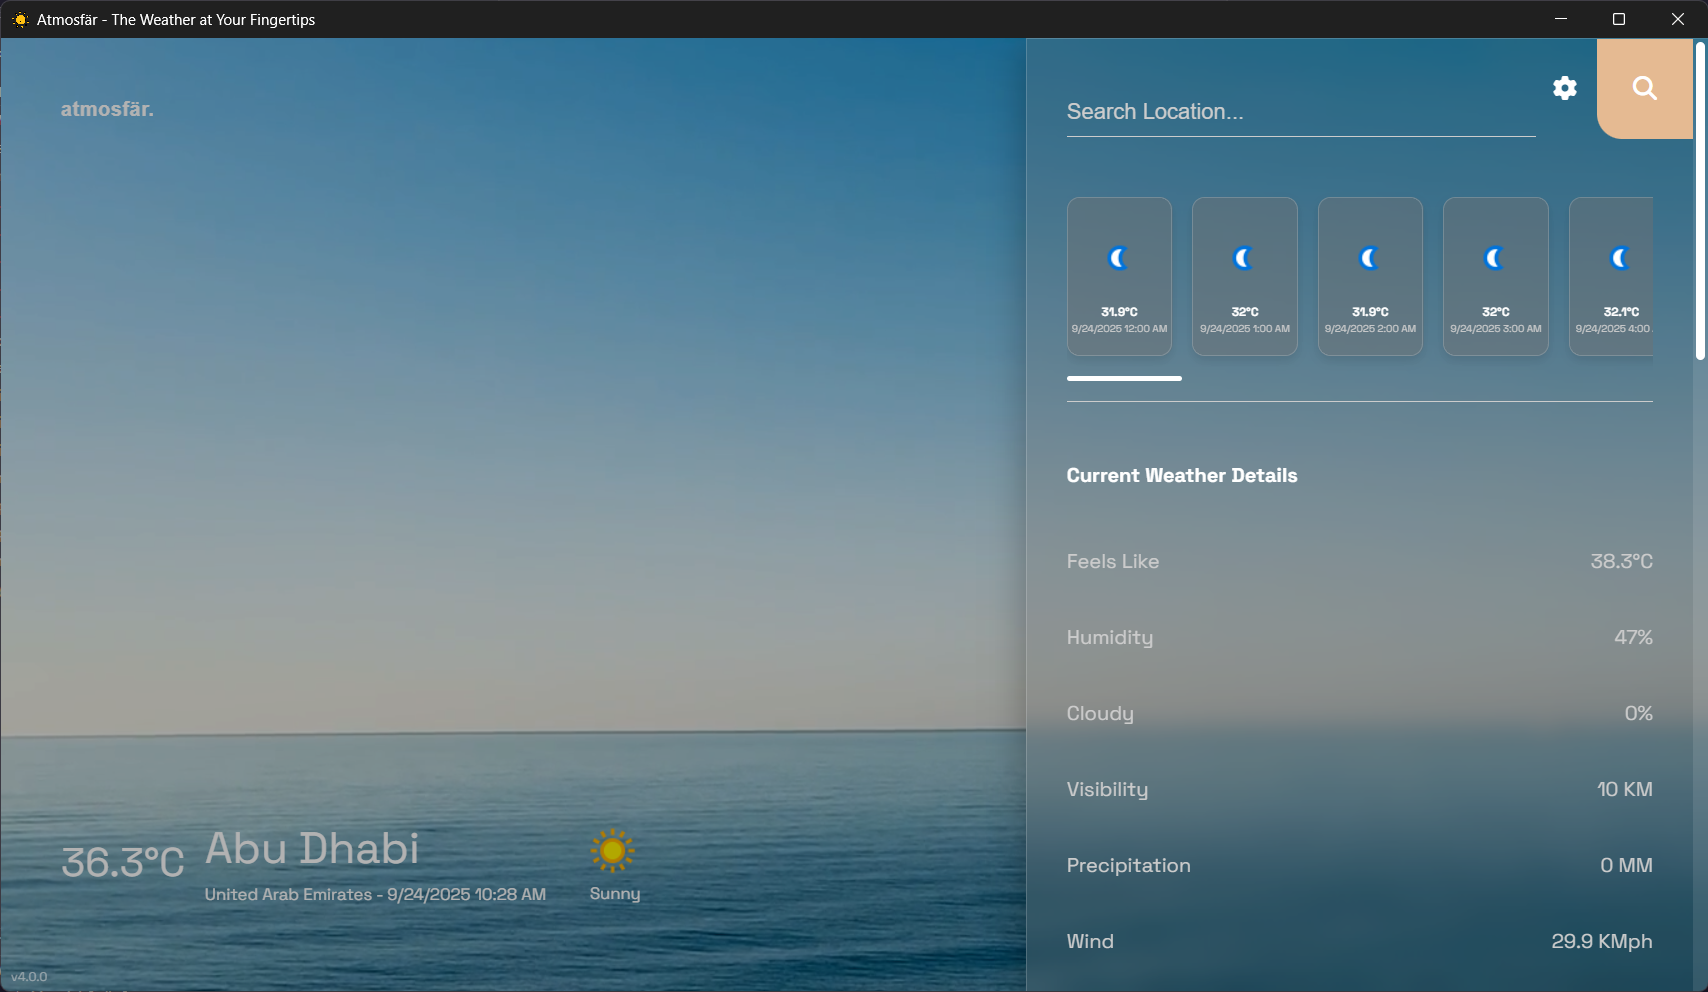 Atmosfär - The Weather at Your Fingertips
atmosfär.
Search Location...
31.9°C
9/24/2025 12:00 AM
32°C
9/24/2025 1:00 AM
31.9°C
9/24/2025 2:00 AM
32°C
9/24/2025 3:00 AM
32.1°C
9/24/2025 4:00
Current Weather Details
Feels Like 38.3°C
Humidity 47%
Cloudy 0%
Visibility 10 KM
Precipitation 0 MM
Wind 29.9 KMph
36.3°C
Abu Dhabi
United Arab Emirates - 9/24/2025 10:28 AM
Sunny
v4.0.0